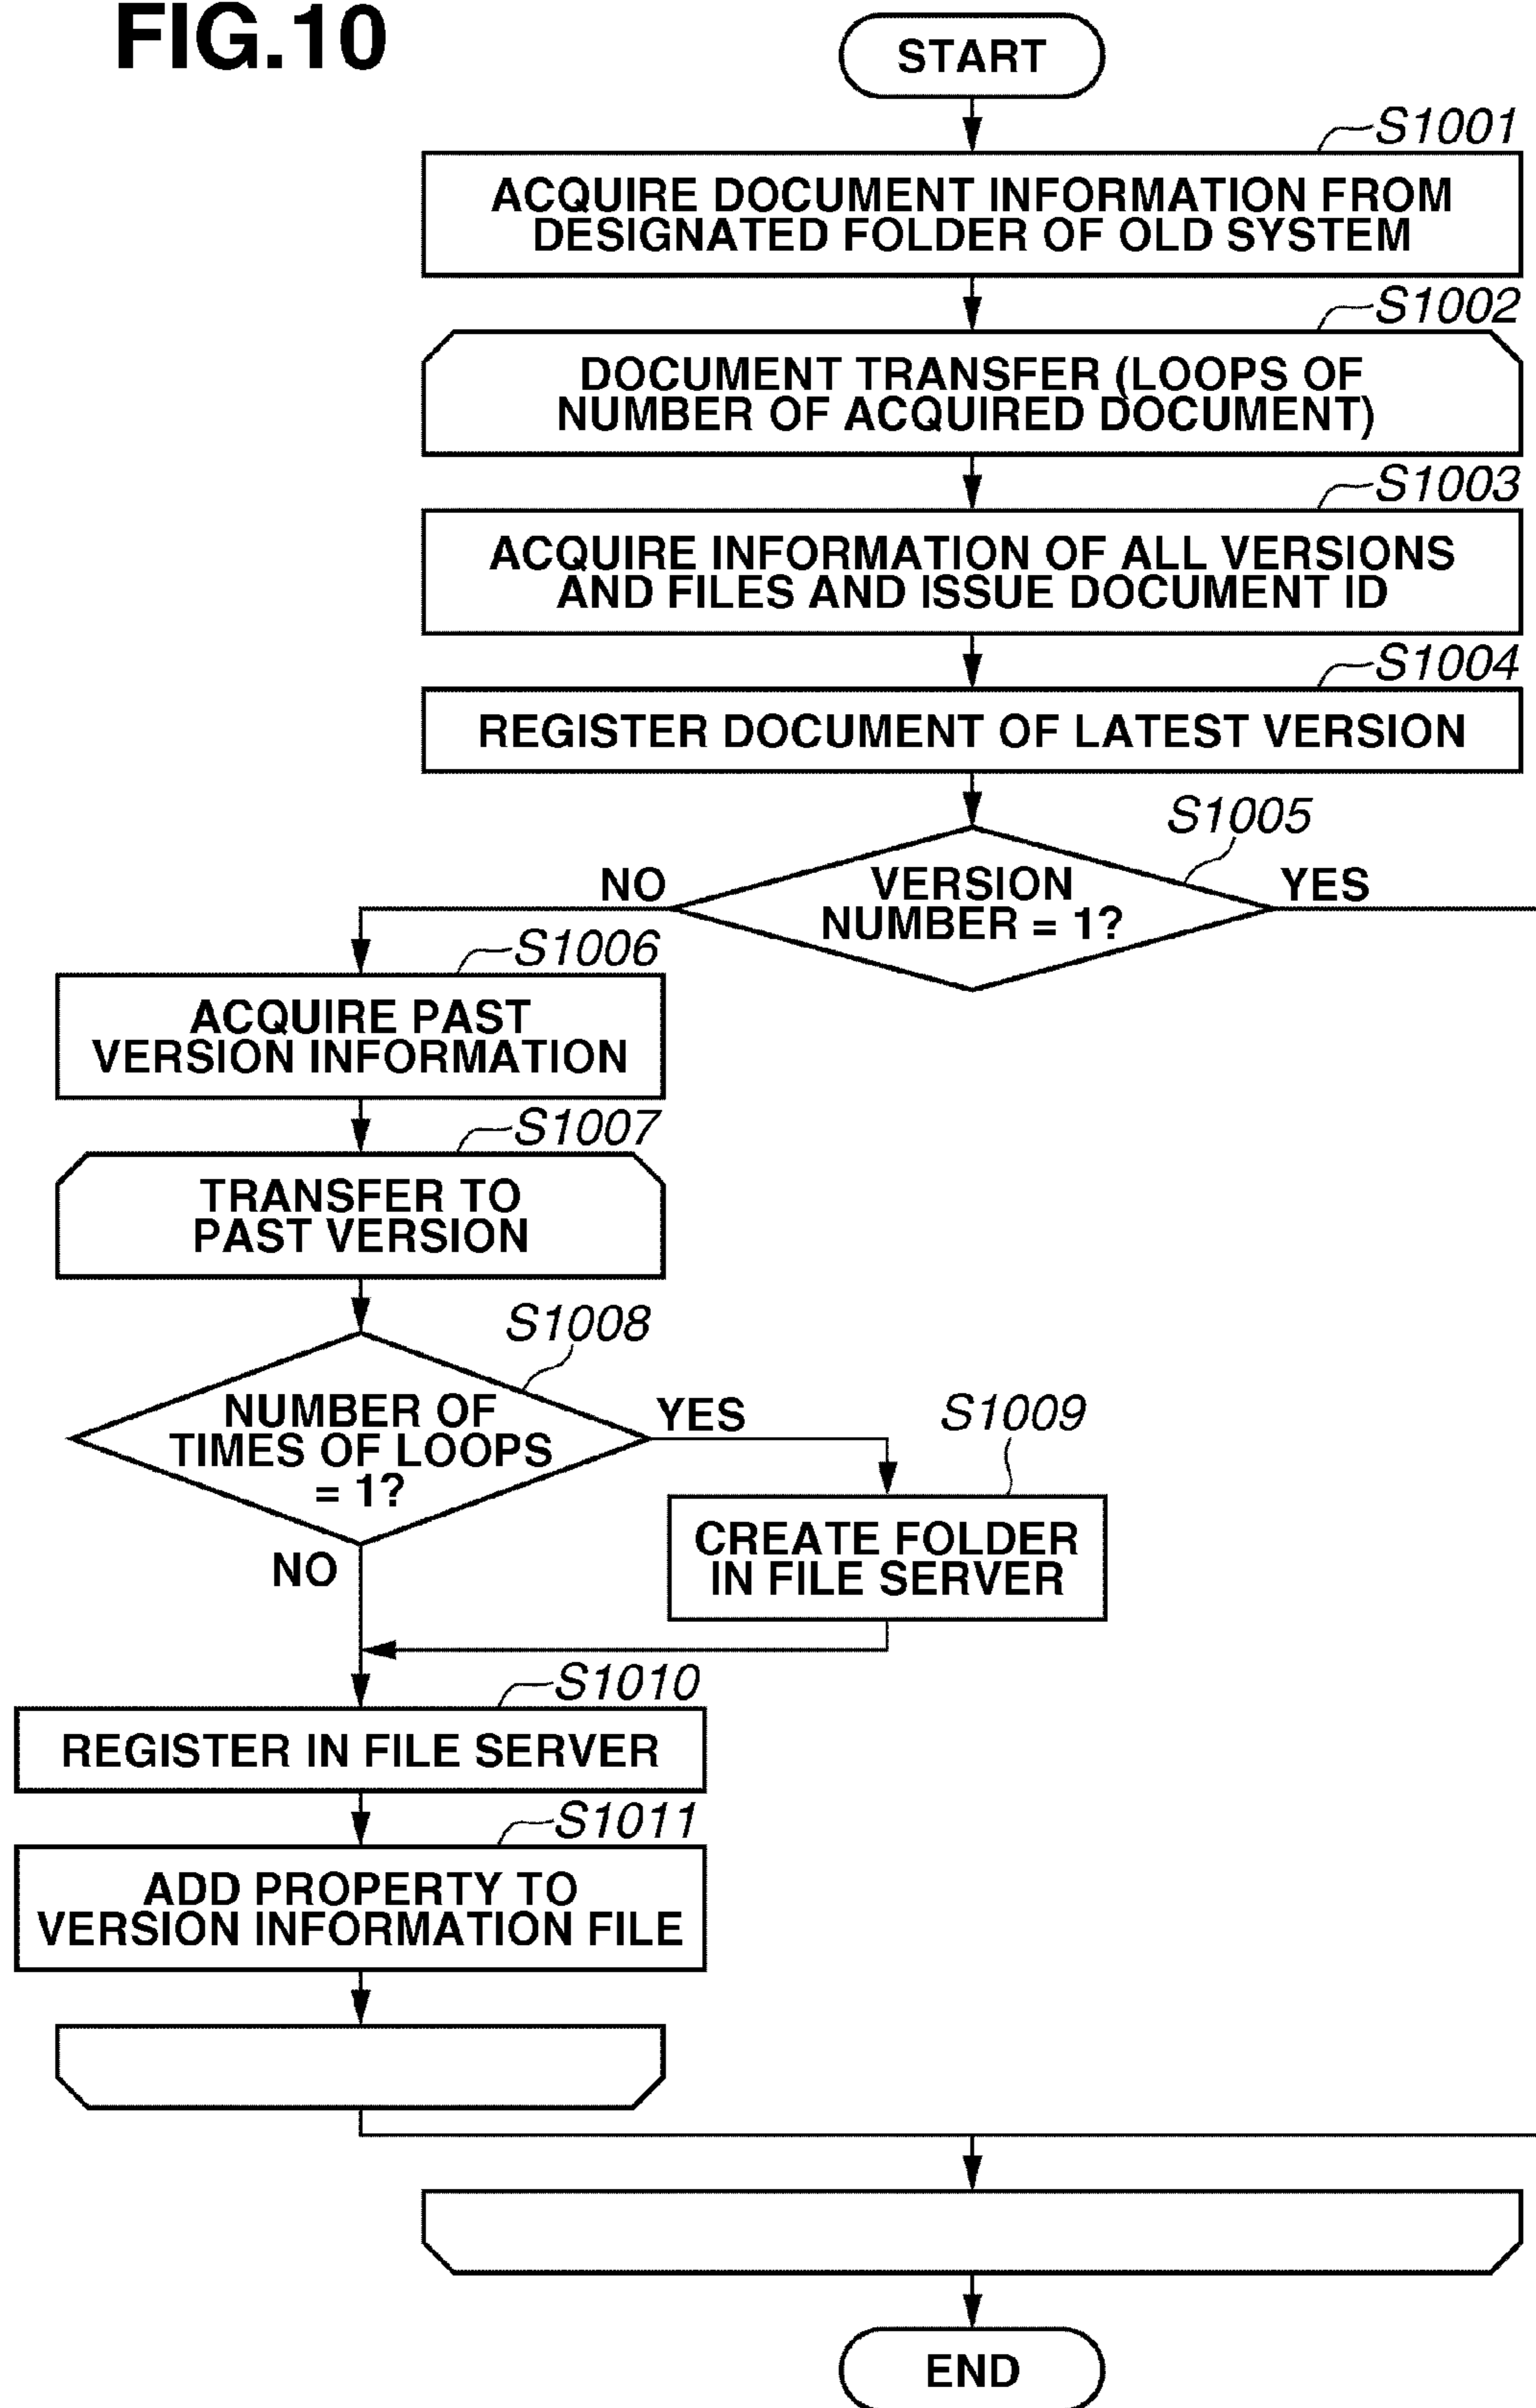 FIG.10
START
S1001
ACQUIRE DOCUMENT INFORMATION FROM
DESIGNATED FOLDER OF OLD SYSTEM
S1002
DOCUMENT TRANSFER (LOOPS OF
NUMBER OF ACQUIRED DOCUMENT)
S1003
ACQUIRE INFORMATION OF ALL VERSIONS
AND FILES AND ISSUE DOCUMENT ID
S1004
REGISTER DOCUMENT OF LATEST VERSION
S1005
NO
VERSION
NUMBER = 1?
YES
S1006
ACQUIRE PAST
VERSION INFORMATION
S1007
TRANSFER TO
PAST VERSION
S1008
NUMBER OF
TIMES OF LOOPS
= 1?
YES
NO
S1009
CREATE FOLDER
IN FILE SERVER
S1010
REGISTER IN FILE SERVER
S1011
ADD PROPERTY TO
VERSION INFORMATION FILE
END